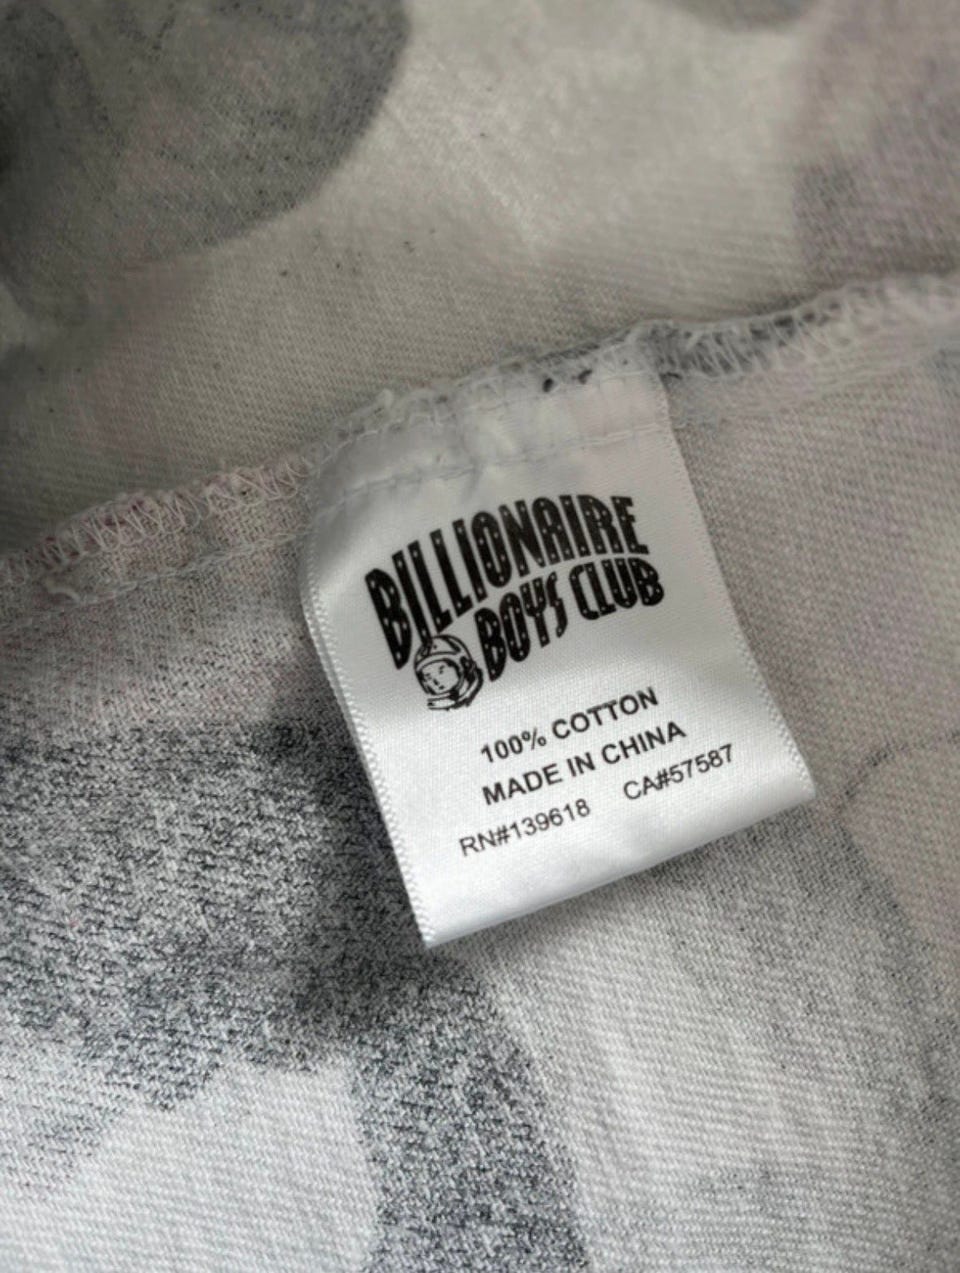 BILLIONAIRE
BOYS CLUB
100% COTTON
MADE IN CHINA
RN#139618 CA#57587